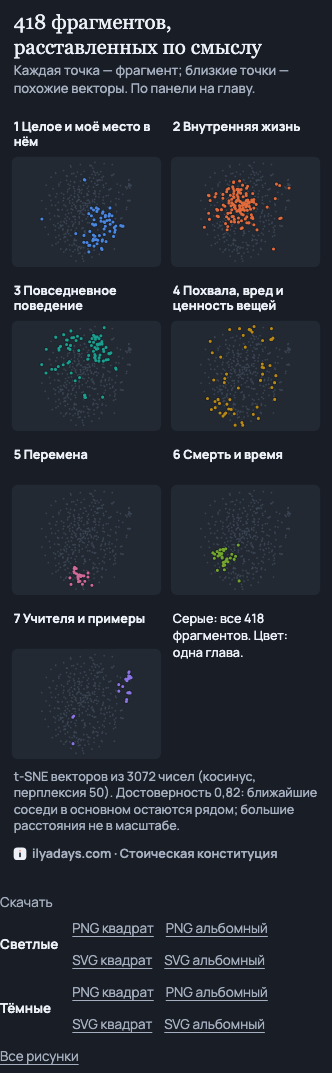 418 фрагментов,
расставленных по смыслу
Каждая точка — фрагмент; близкие точки —
похожие векторы. По панели на главу.
1 Целое и моё место в
нём
2 Внутренняя жизнь
3 Повседневное
поведение
4 Похвала, вред и
ценность вещей
5 Перемена
6 Смерть и время
7 Учителя и примеры
Серые: все 418
фрагментов. Цвет:
одна глава.
t-SNE векторов из 3072 чисел (косинус,
перплексия 50). Достоверность 0,82: ближайшие
соседи в основном остаются рядом; большие
расстояния не в масштабе.
ilyadays.com · Стоическая конституция
Скачать
Светлые
PNG квадрат PNG альбомный
SVG квадрат SVG альбомный
Тёмные
PNG квадрат PNG альбомный
SVG квадрат SVG альбомный
Все рисунки